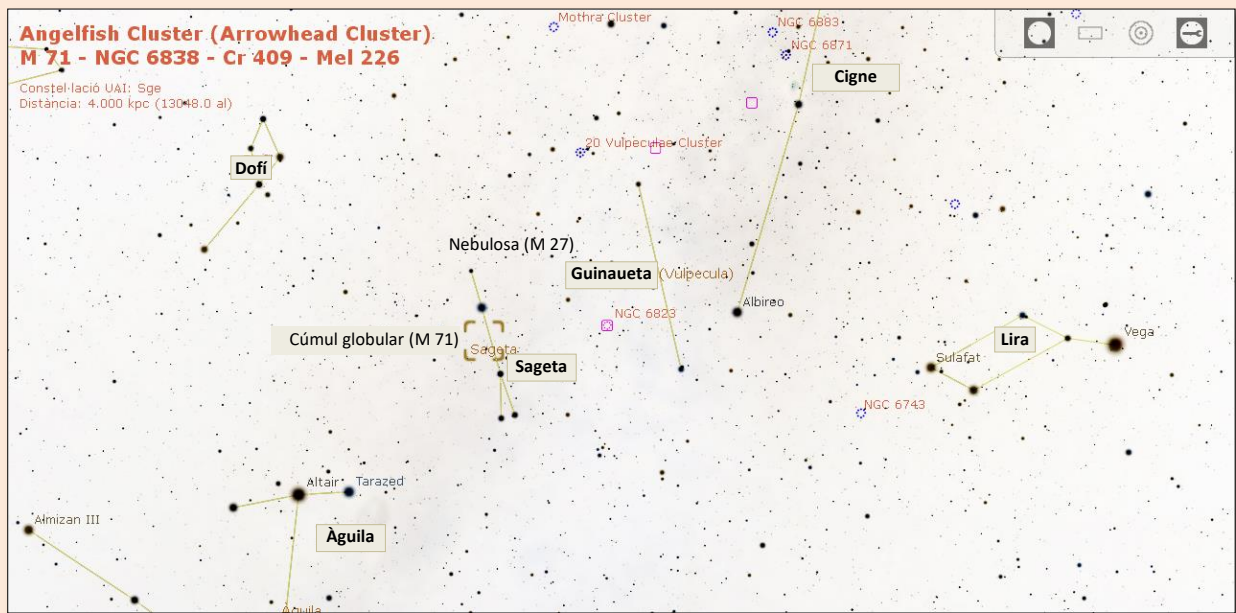 Angelfish Cluster (Arrowhead Cluster)
M 71 - NGC 6838 - Cr 409 - Mel 226
Constel·lació UAI: Sge
Distància: 4.000 kpc (13048.0 al)
Mothra Cluster
NGC 6883
NGC 6871
Cigne
20 Vulpeculae Cluster
Dofí
Nebulosa (M 27)
Guinaueta (Vulpecula)
Albireo
NGC 6823
Cúmul globular (M 71)
Sageta
Sageta
Lira
Vega
Sulafat
NGC 6743
Altair
Tarazed
Almizan III
Àguila
Àguila